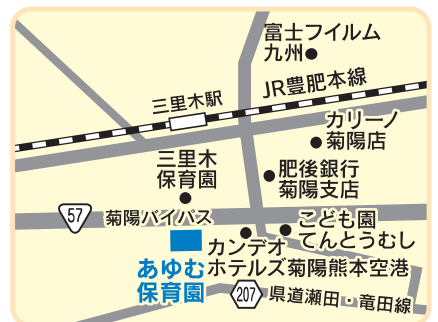 富士フイルム
九州
JR豊肥本線
三里木駅
カリーノ
菊陽店
三里木
保育園
肥後銀行
菊陽支店
57
菊陽バイパス
こども園
てんとうむし
カンデオ
ホテルズ菊陽熊本空港
あゆむ
保育園
207
県道瀬田・竜田線